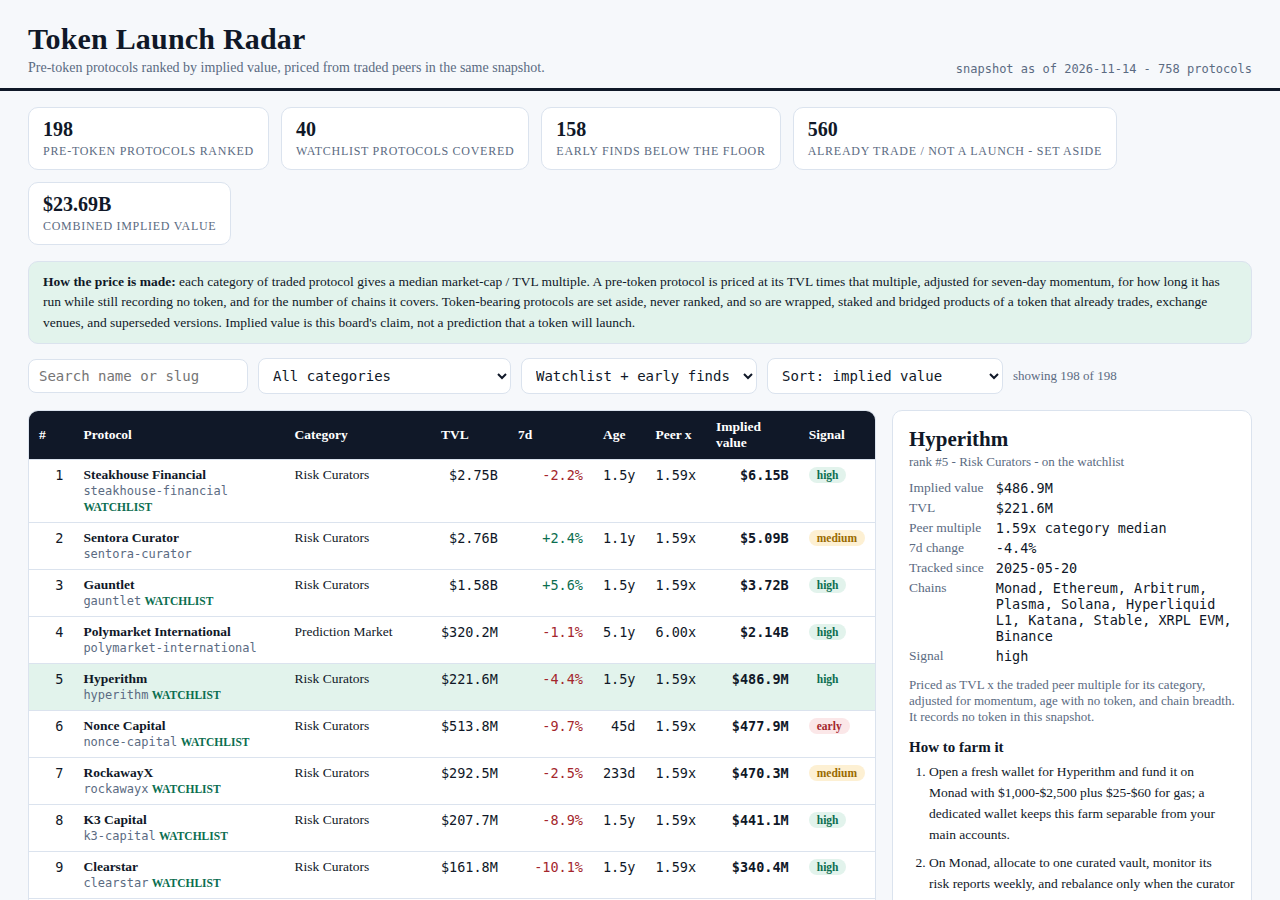 Token Launch Radar
Pre-token protocols ranked by implied value, priced from traded peers in the same snapshot.
snapshot as of 2026-11-14 - 758 protocols
198
PRE-TOKEN PROTOCOLS RANKED
40
WATCHLIST PROTOCOLS COVERED
158
EARLY FINDS BELOW THE FLOOR
560
ALREADY TRADE / NOT A LAUNCH - SET ASIDE
$23.69B
COMBINED IMPLIED VALUE
How the price is made: each category of traded protocol gives a median market-cap / TVL multiple. A pre-token protocol is priced at its TVL times that multiple, adjusted for seven-day momentum, for how long it has
run while still recording no token, and for the number of chains it covers. Token-bearing protocols are set aside, never ranked, and so are wrapped, staked and bridged products of a token that already trades, exchange
venues, and superseded versions. Implied value is this board's claim, not a prediction that a token will launch.
Search name or slug
All categories
Watchlist + early finds
Sort: implied value
showing 198 of 198
# Protocol Category TVL 7d Age Peer x Implied value Signal
1 Steakhouse Financial Risk Curators $2.75B -2.2% 1.5y 1.59x $6.15B high
steakhouse-financial
WATCHLIST
2 Sentora Curator Risk Curators $2.76B +2.4% 1.1y 1.59x $5.09B medium
sentora-curator
3 Gauntlet Risk Curators $1.58B +5.6% 1.5y 1.59x $3.72B high
gauntlet WATCHLIST
4 Polymarket International Prediction Market $320.2M -1.1% 5.1y 6.00x $2.14B high
polymarket-international
5 Hyperithm Risk Curators $221.6M -4.4% 1.5y 1.59x $486.9M high
hyperithm WATCHLIST
6 Nonce Capital Risk Curators $513.8M -9.7% 45d 1.59x $477.9M early
nonce-capital WATCHLIST
7 RockawayX Risk Curators $292.5M -2.5% 233d 1.59x $470.3M medium
rockawayx WATCHLIST
8 K3 Capital Risk Curators $207.7M -8.9% 1.5y 1.59x $441.1M high
k3-capital WATCHLIST
9 Clearstar Risk Curators $161.8M -10.1% 1.5y 1.59x $340.4M high
clearstar WATCHLIST
Hyperithm
rank #5 - Risk Curators - on the watchlist
Implied value $486.9M
TVL $221.6M
Peer multiple 1.59x category median
7d change -4.4%
Tracked since 2025-05-20
Chains Monad, Ethereum, Arbitrum,
Plasma, Solana, Hyperliquid
L1, Katana, Stable, XRPL EVM,
Binance
Signal high
Priced as TVL x the traded peer multiple for its category,
adjusted for momentum, age with no token, and chain breadth.
It records no token in this snapshot.
How to farm it
1. Open a fresh wallet for Hyperithm and fund it on
Monad with $1,000-$2,500 plus $25-$60 for gas; a
dedicated wallet keeps this farm separate from your
main accounts.
2. On Monad, allocate to one curated vault, monitor its
risk reports weekly, and rebalance only when the curator